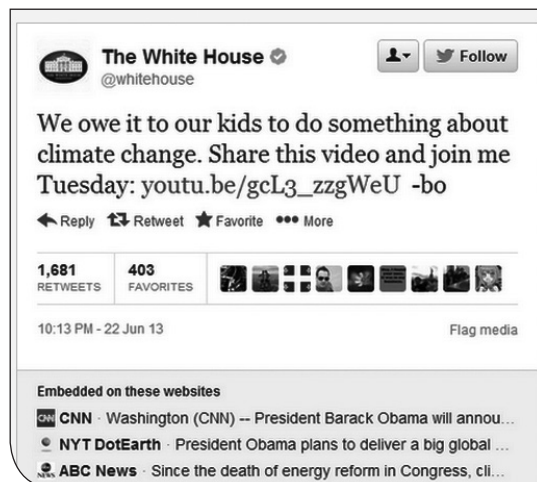 The White House
@whitehouse
Follow
We owe it to our kids to do something about
climate change. Share this video and join me
Tuesday: youtu.be/gcL3_zzgWeU -bo
Reply Retweet Favorite More
1,681 403
RETWEETS FAVORITES
10:13 PM - 22 Jun 13 Flag media
Embedded on these websites
CNN CNN · Washington (CNN) -- President Barack Obama will annou...
NYT DotEarth · President Obama plans to deliver a big global ...
ABC News · Since the death of energy reform in Congress, cli...